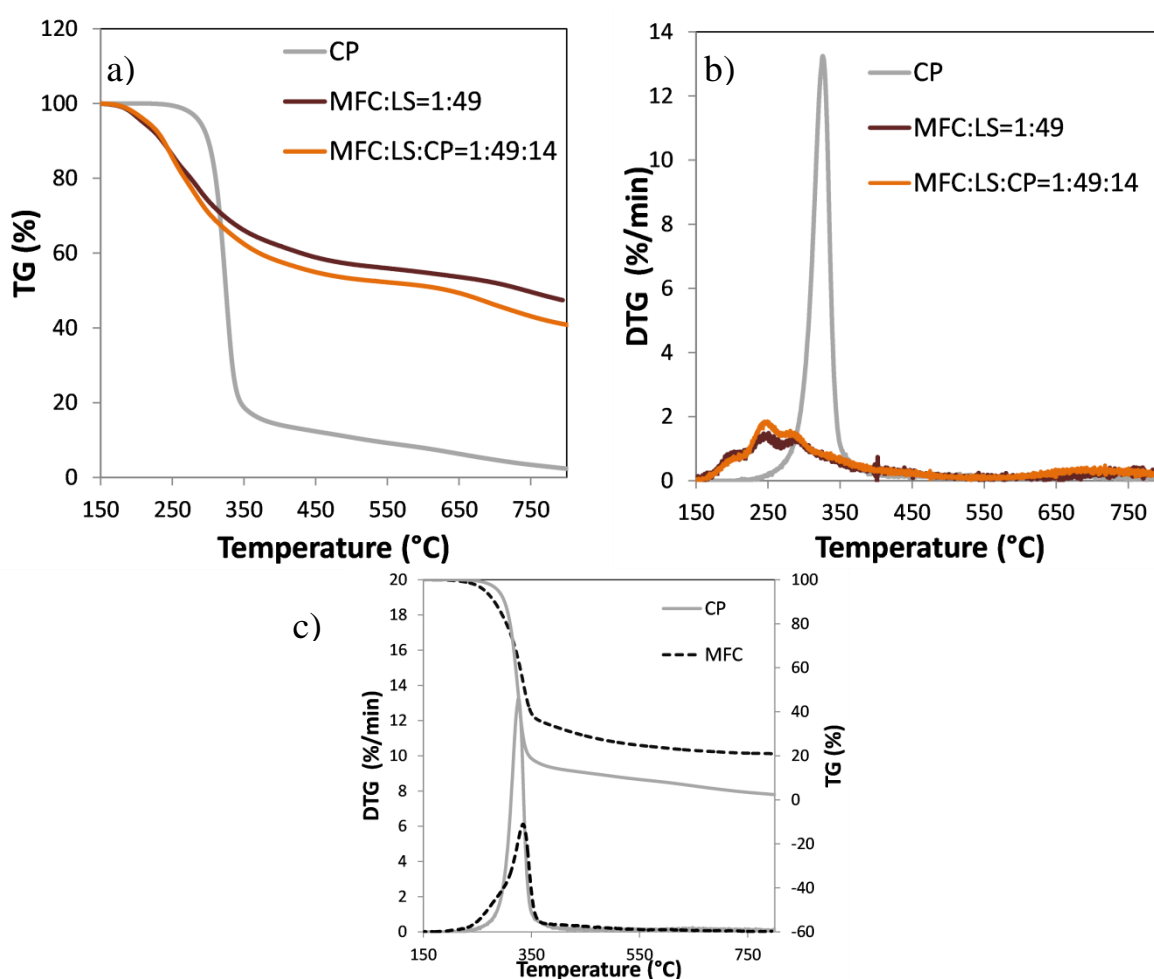 a)
120
100
80
60
40
20
0
TG (%)
CP
MFC:LS=1:49
MFC:LS:CP=1:49:14
150 250 350 450 550 650 750
Temperature (°C)
b)
14
12
10
8
6
4
2
0
DTG (%/min)
CP
MFC:LS=1:49
MFC:LS:CP=1:49:14
150 250 350 450 550 650 750
Temperature (°C)
c)
20
18
16
14
12
10
8
6
4
2
0
DTG (%/min)
CP
MFC
100
80
60
40
20
0
-20
-40
-60
TG (%)
150 350 550 750
Temperature (°C)